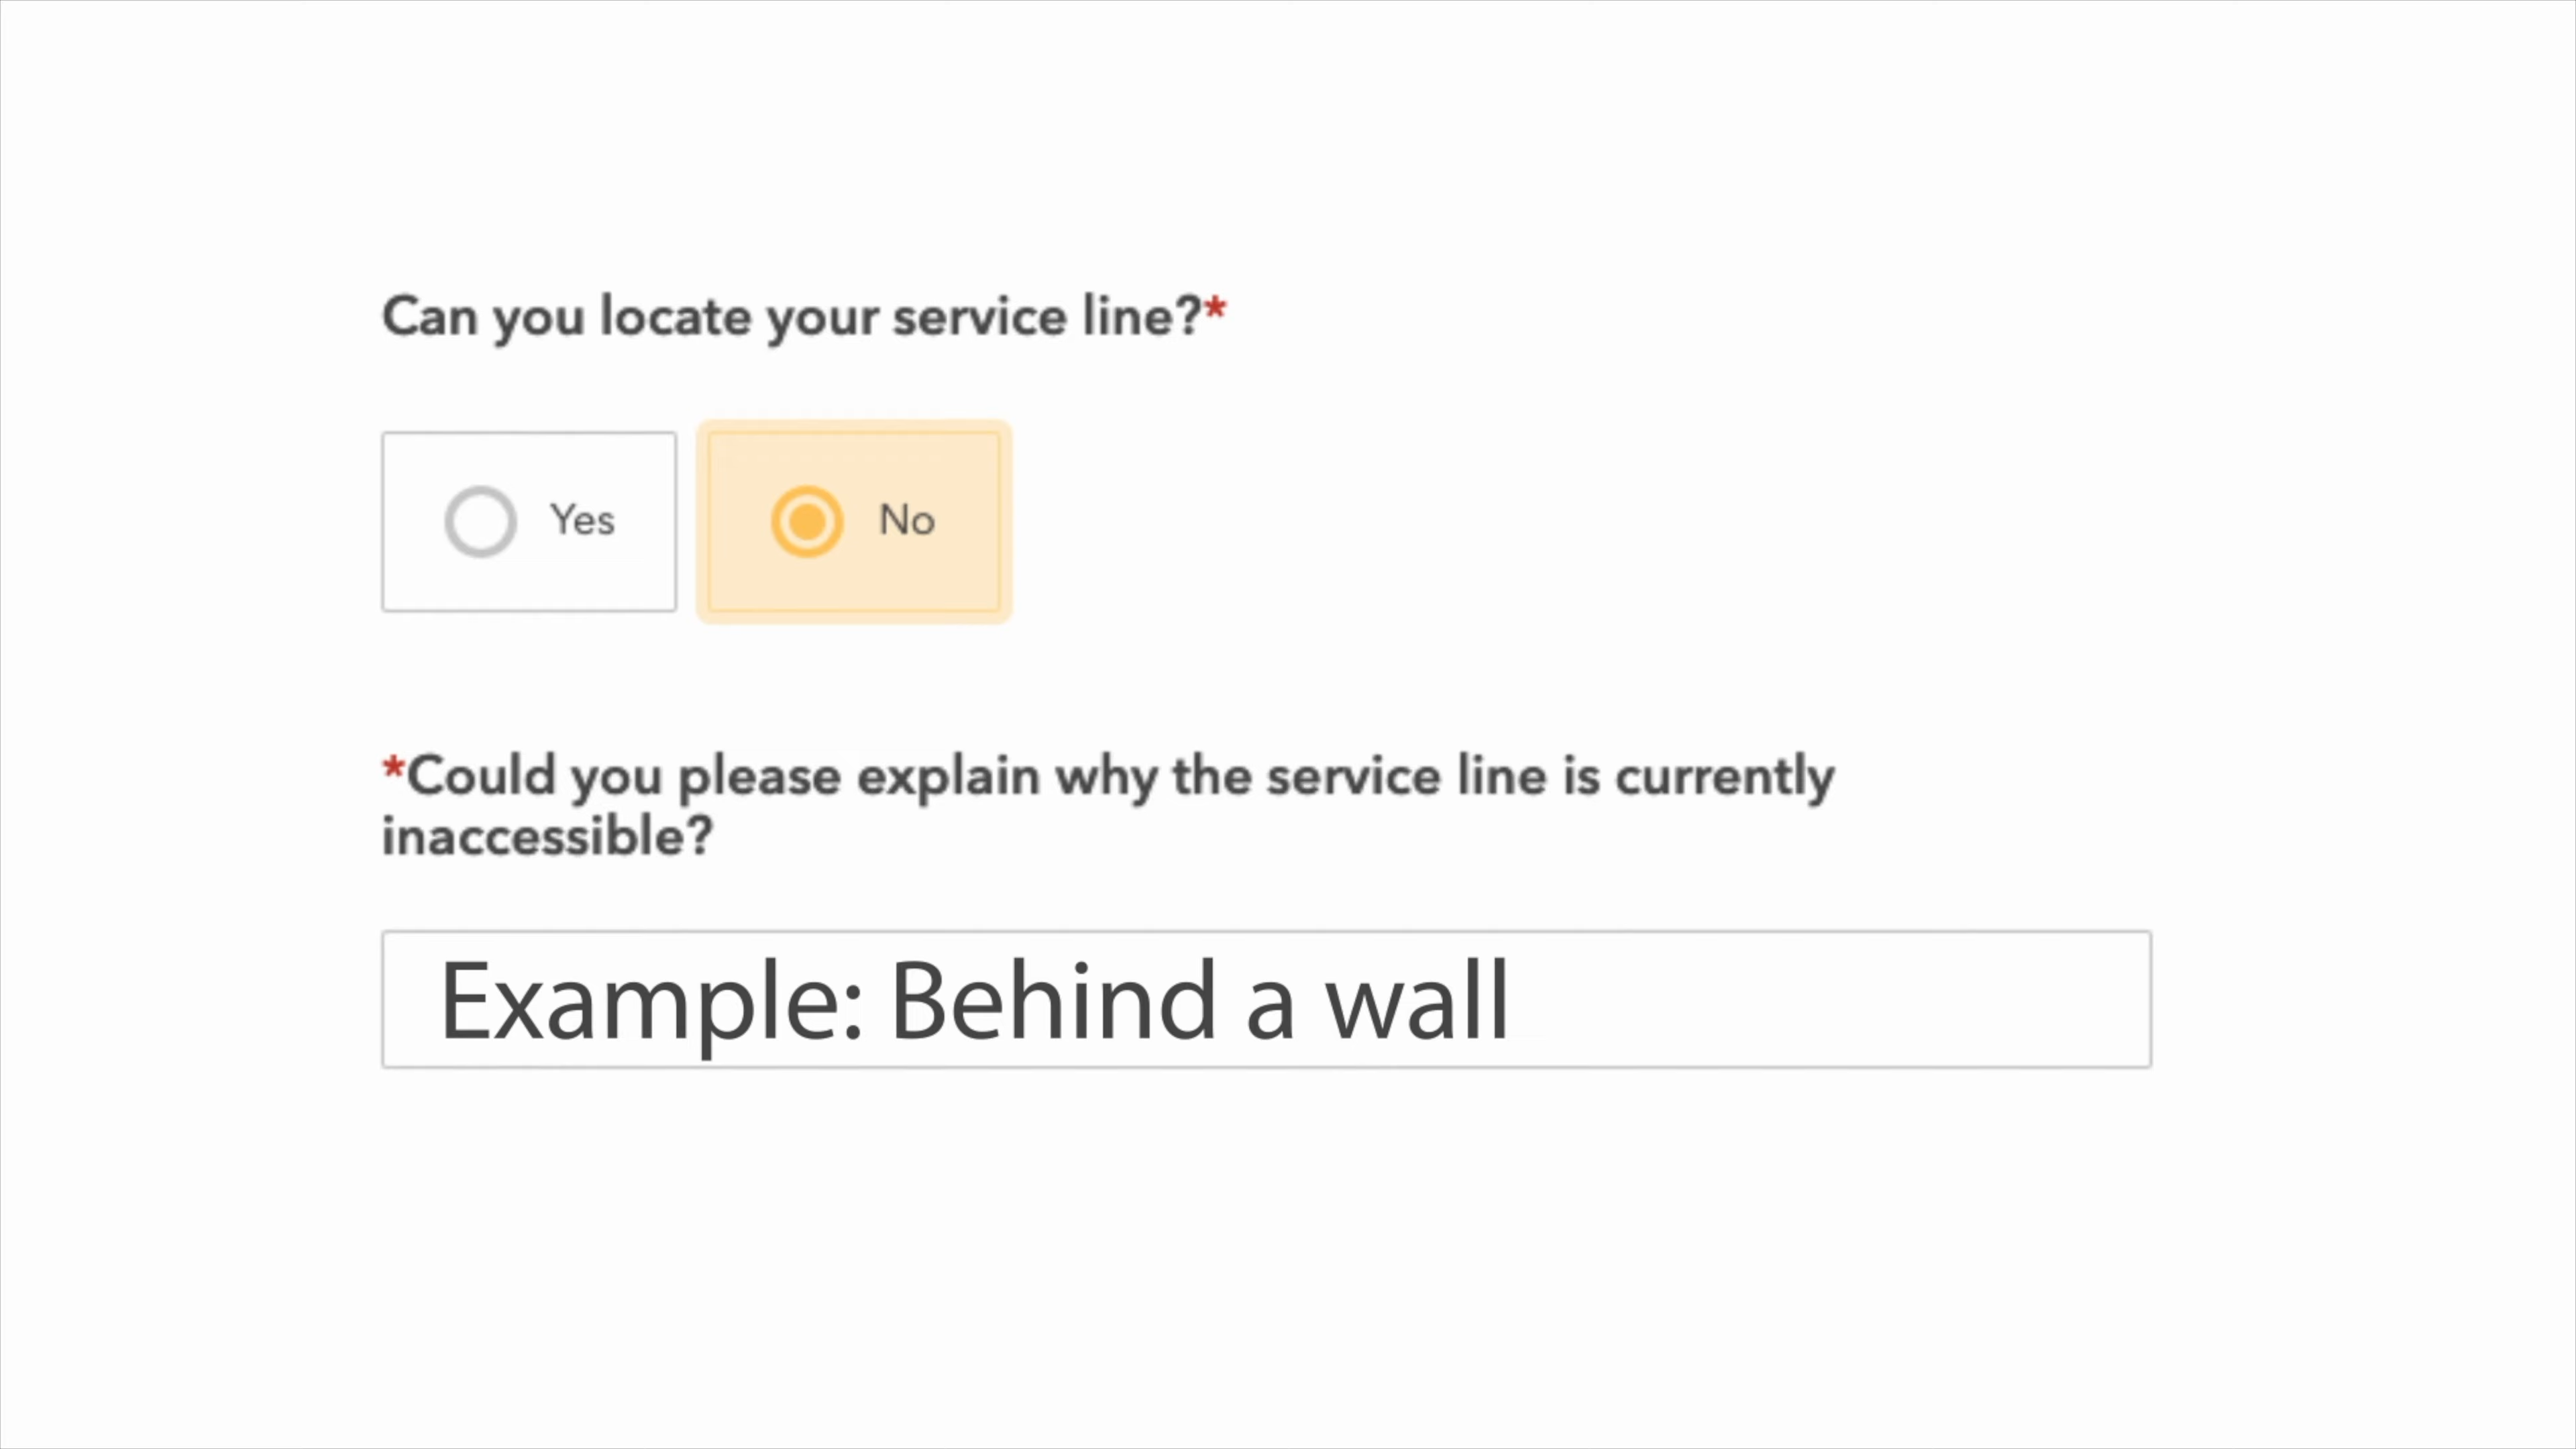 Can you locate your service line?*
Yes No
*Could you please explain why the service line is currently
inaccessible?
Example: Behind a wall